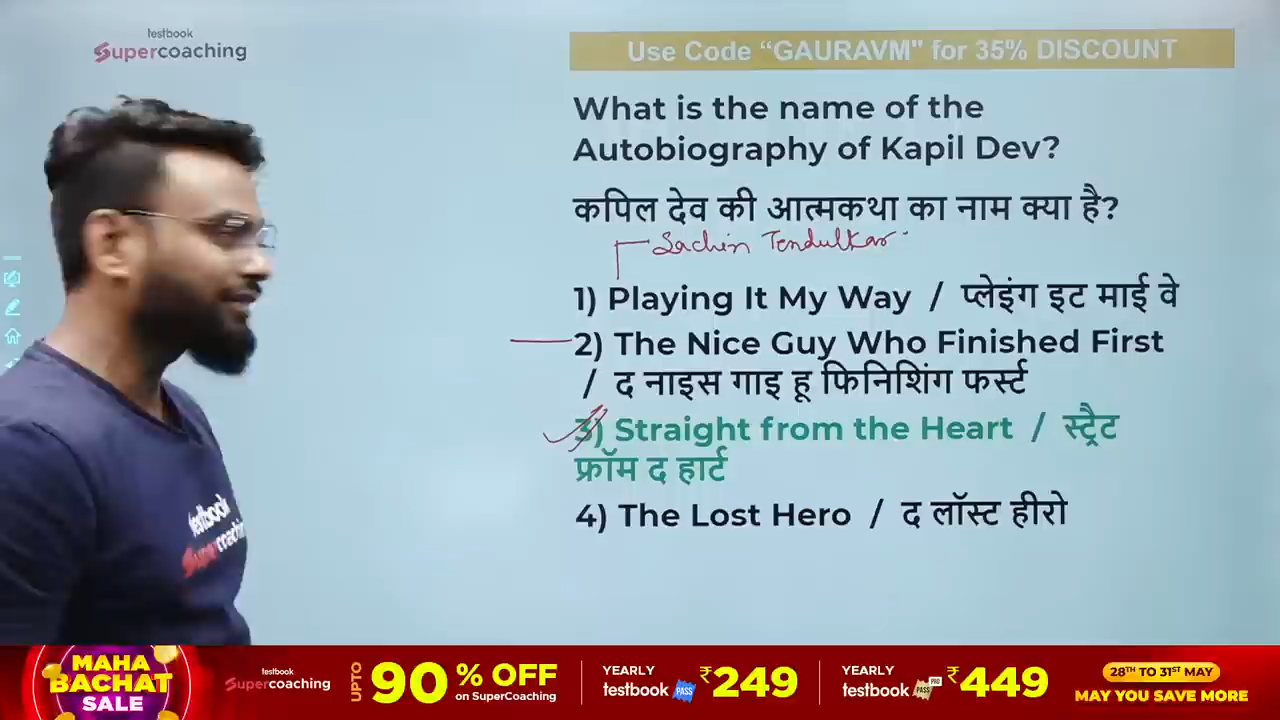 testbook
Supercoaching
Use Code “GAURAVM" for 35% DISCOUNT
What is the name of the
Autobiography of Kapil Dev?
कपिल देव की आत्मकथा का नाम क्या है?
Sachin Tendulkar
1) Playing It My Way / प्लेइंग इट माई वे
2) The Nice Guy Who Finished First
/ द नाइस गाइ हू फिनिशिंग फर्स्ट
3) Straight from the Heart / स्ट्रैट
फ्रॉम द हार्ट
4) The Lost Hero / द लॉस्ट हीरो
testbook
Supercoaching
MAHA
BACHAT
SALE
testbook
Supercoaching
UPTO 90 % OFF
on SuperCoaching
YEARLY
testbook PASS ₹249
YEARLY
testbook PASS PRO ₹449
28TH TO 31ST MAY
MAY YOU SAVE MORE